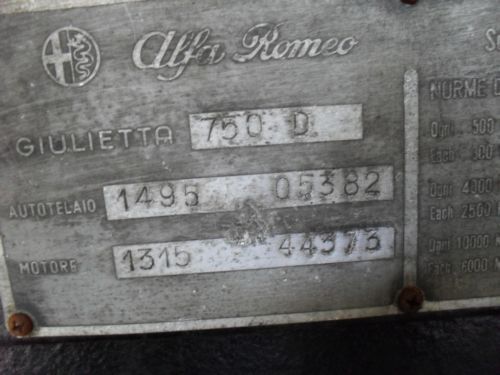 Alfa Romeo
GIULIETTA 750 D
AUTOTELAIO 1495 05382
MOTORE 1315 44373
NORME D
Ogni 500
Each 300
Ogni 4000
Each 2500
Ogni 10000
Each 6000